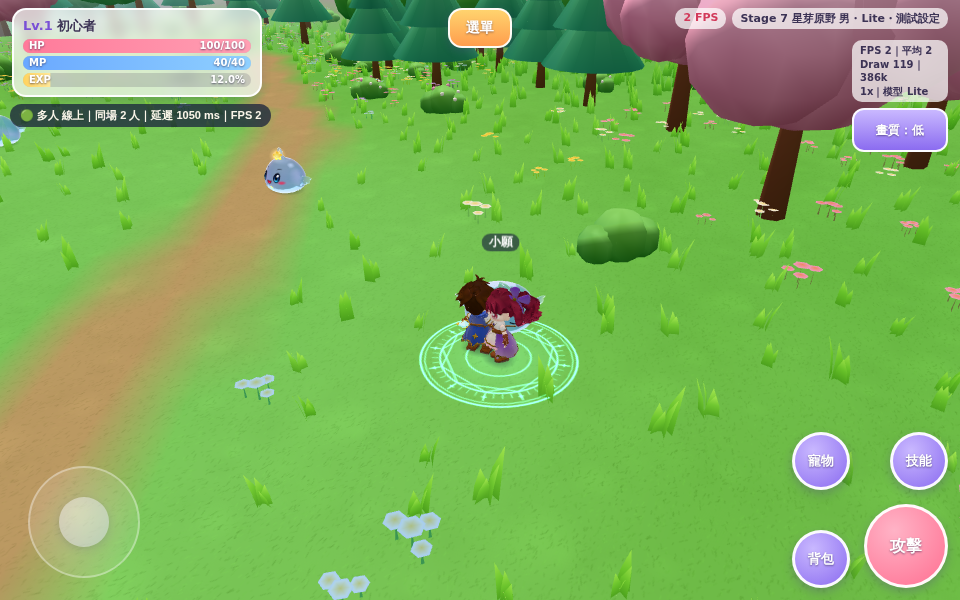 Lv.1 初心者
HP 100/100
MP 40/40
EXP 12.0%
多人 線上｜同場 2 人｜延遲 1050 ms｜FPS 2
選單
2 FPS
Stage 7 星芽原野 男・Lite・測試設定
FPS 2｜平均 2
Draw 119｜
386k
1x｜模型 Lite
畫質：低
小願
寵物
技能
攻擊
背包